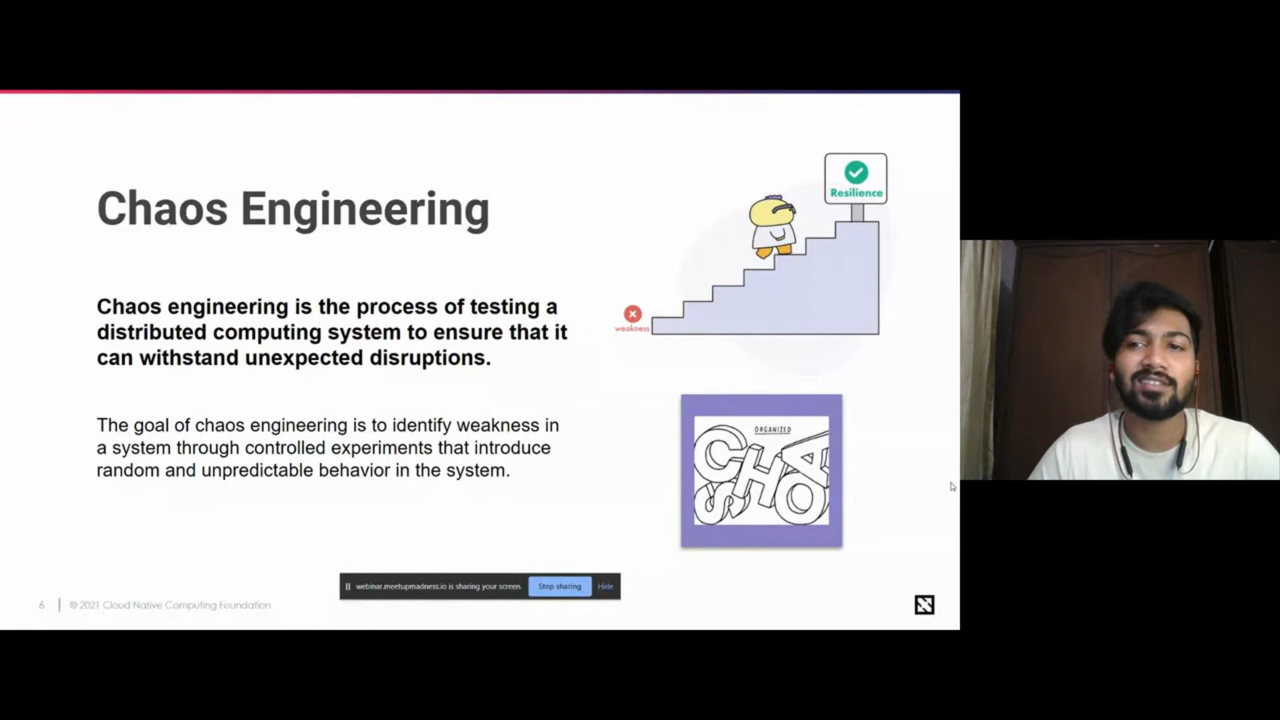 Chaos Engineering
Chaos engineering is the process of testing a
distributed computing system to ensure that it
can withstand unexpected disruptions.
The goal of chaos engineering is to identify weakness in
a system through controlled experiments that introduce
random and unpredictable behavior in the system.
Resilience
weakness
ORGANIZED
CHAOS
webinar.meetupmadness.io is sharing your screen.
Stop sharing
Hide
6
© 2021 Cloud Native Computing Foundation